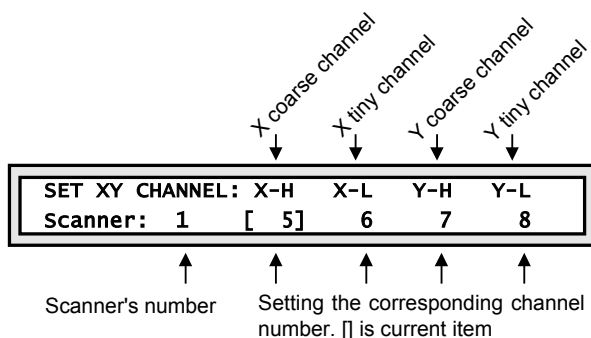 X coarse channel
X tiny channel
Y coarse channel
Y tiny channel
SET XY CHANNEL: X-H X-L Y-H Y-L
Scanner: 1 [ 5] 6 7 8
Scanner's number
Setting the corresponding channel
number. [] is current item